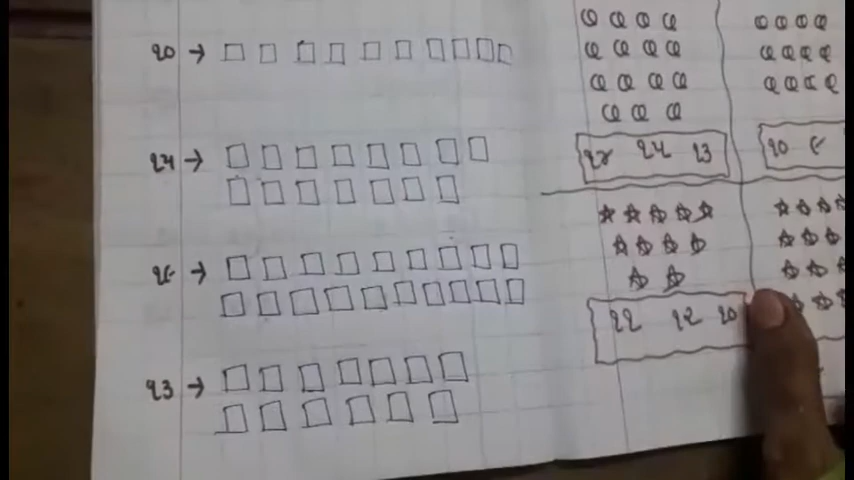 ૧૦ →
૧૫ →
૧૯ →
૧૩ →
૧૪ ૧૫ ૧૩
૧૦
૧૧ ૧૨ ૧૦